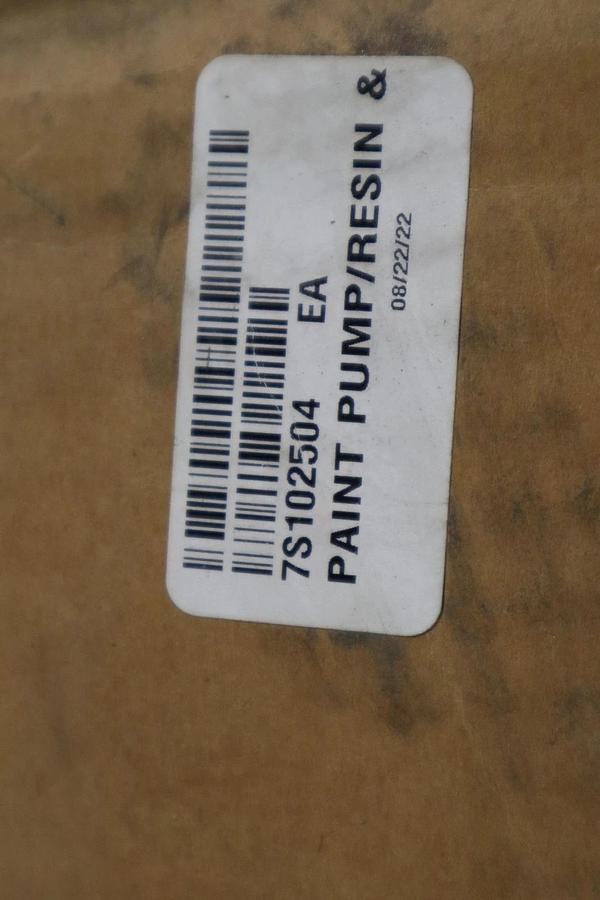 7S102504 EA
PAINT PUMP/RESIN &
08/22/22